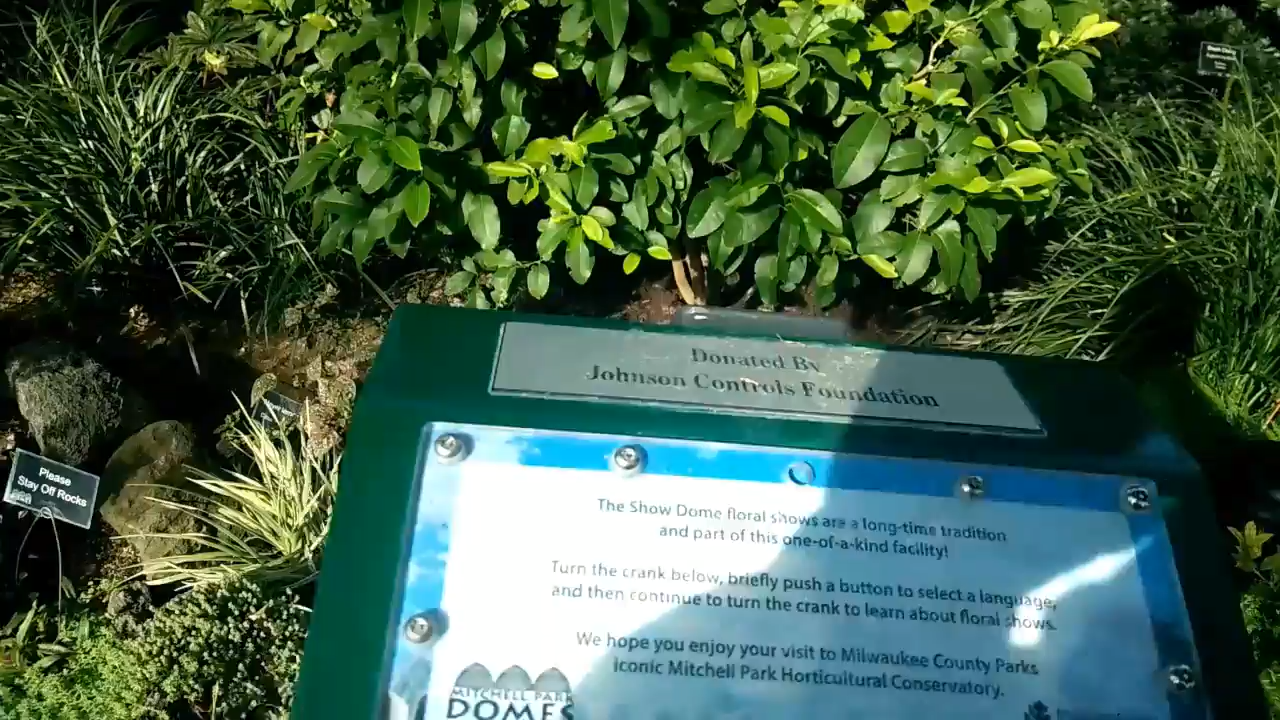 Donated By
Johnson Controls Foundation
The Show Dome floral shows are a long-time tradition
and part of this one-of-a-kind facility!
Turn the crank below, briefly push a button to select a language,
and then continue to turn the crank to learn about floral shows.
We hope you enjoy your visit to Milwaukee County Parks
iconic Mitchell Park Horticultural Conservatory.
MITCHELL PARK
DOMES
Please
Stay Off Rocks